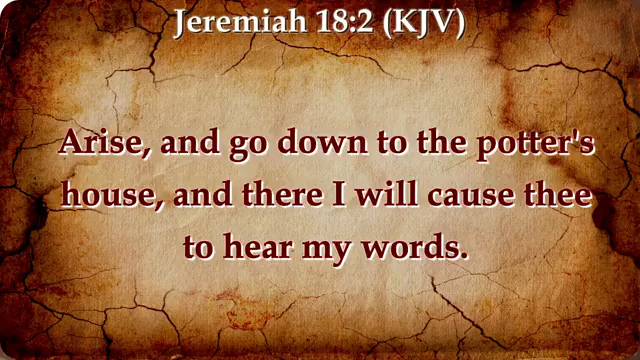 Jeremiah 18:2 (KJV)
Arise, and go down to the potter's
house, and there I will cause thee
to hear my words.